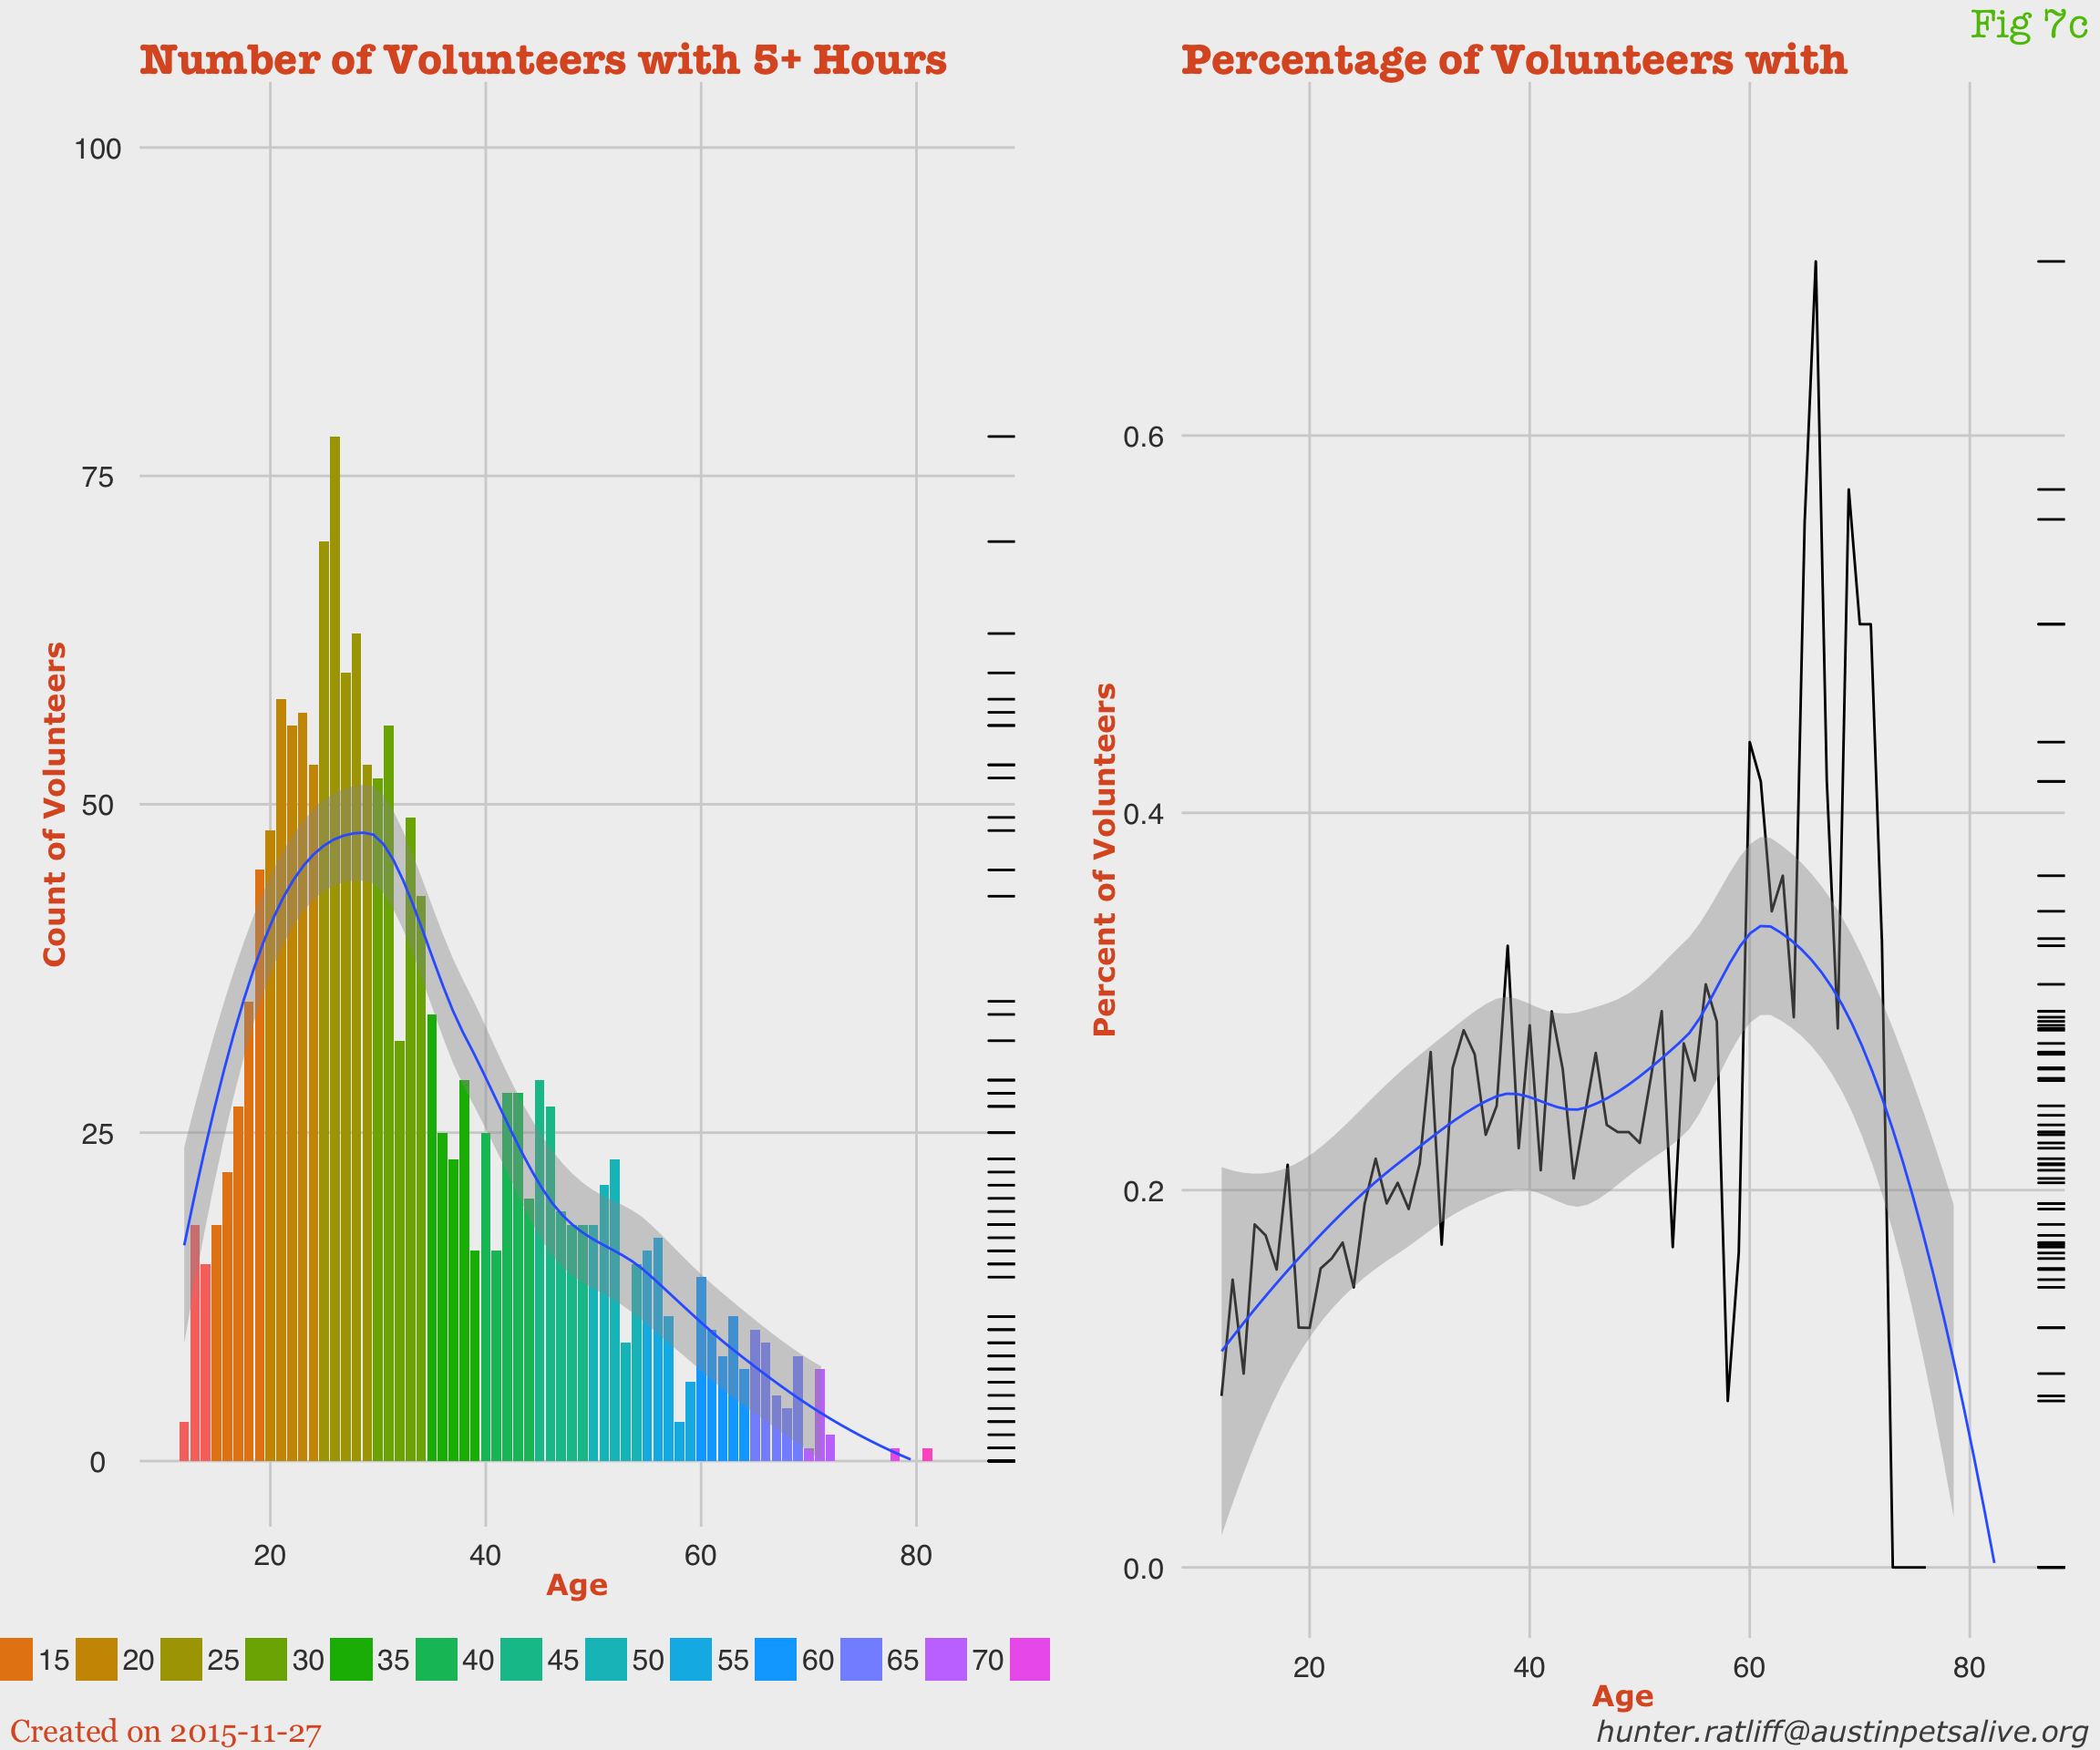 Fig 7c
Number of Volunteers with 5+ Hours
Count of Volunteers
100
75
50
25
0
20 40 60 80
Age
15 20 25 30 35 40 45 50 55 60 65 70
Percentage of Volunteers with
Percent of Volunteers
0.6
0.4
0.2
0.0
20 40 60 80
Age
Created on 2015-11-27
hunter.ratliff@austinpetsalive.org